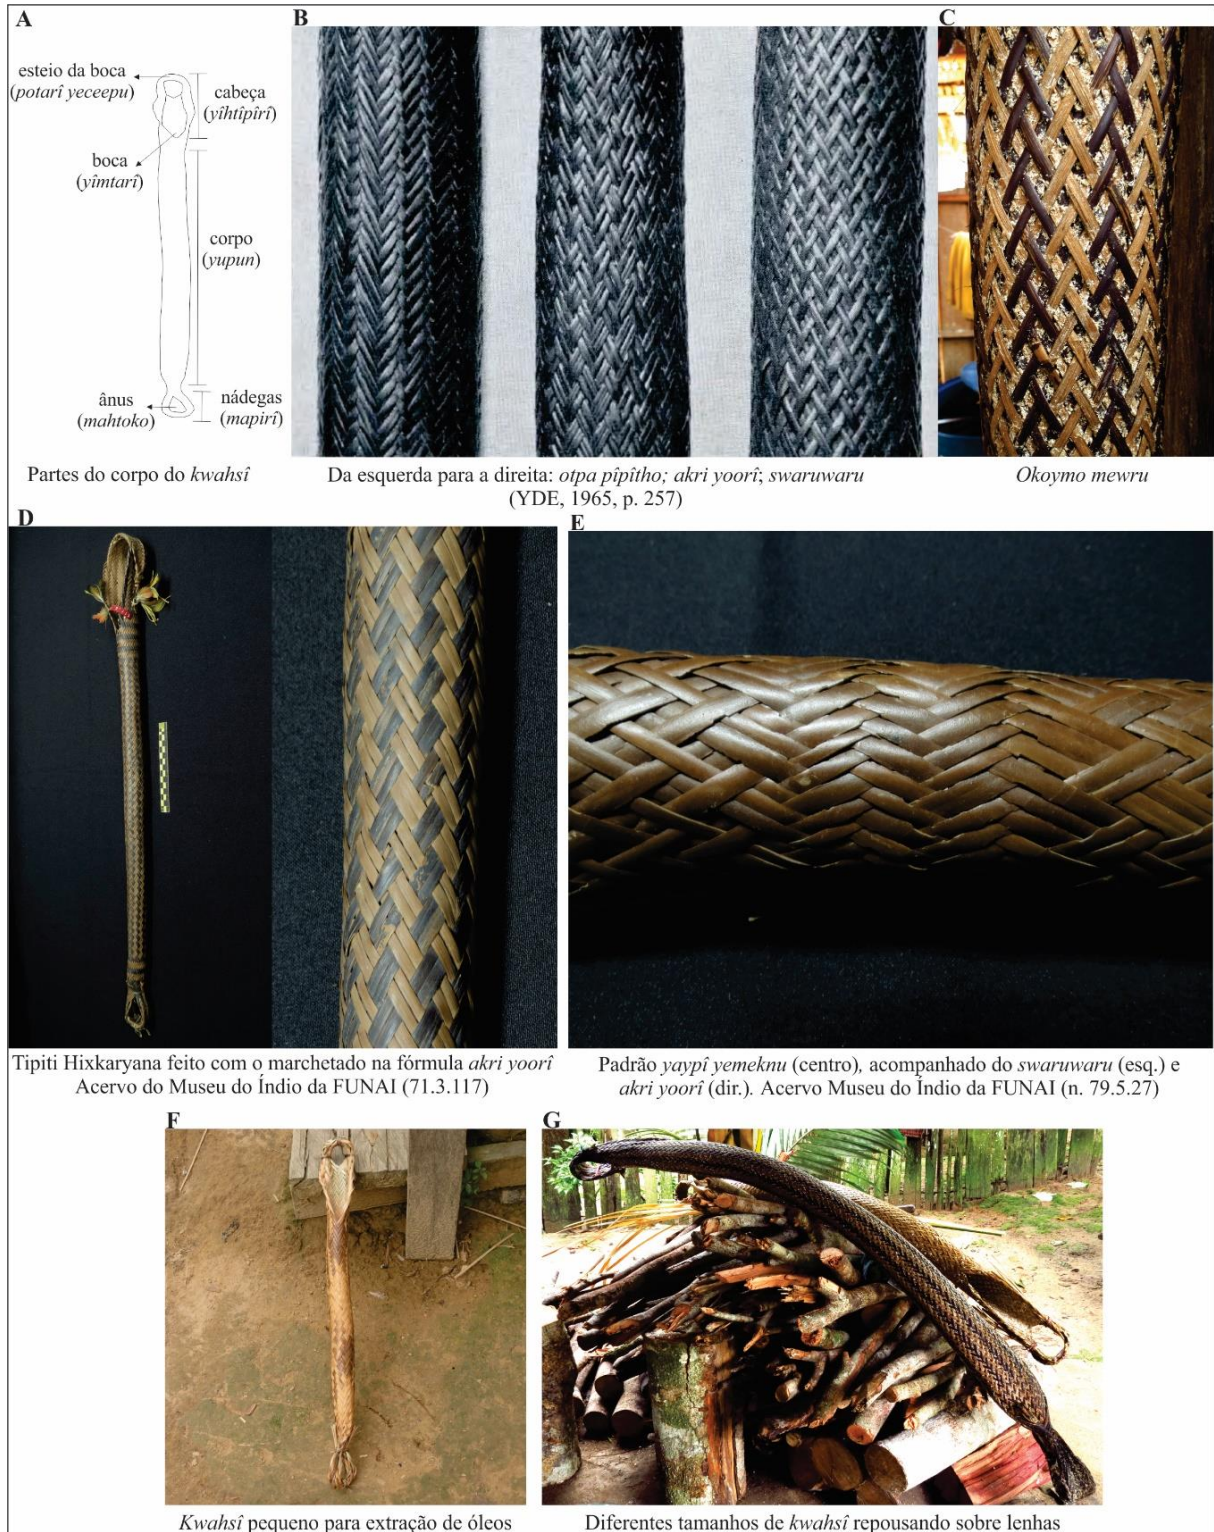 A
esteio da boca
(potarî yeceepu)
cabeça
(yîhtîpîrî)
boca
(yîmtarî)
corpo
(yupun)
ânus
(mahtoko)
nádegas
(mapirî)
Partes do corpo do kwahsî
B
Da esquerda para a direita: otpa pîpîtho; akri yoorî; swaruwaru
(YDE, 1965, p. 257)
C
Okoymo mewru
D
Tipiti Hixkaryana feito com o marchetado na fórmula akri yoorî
Acervo do Museu do Índio da FUNAI (71.3.117)
E
Padrão yaypî yemeknu (centro), acompanhado do swaruwaru (esq.) e
akri yoorî (dir.). Acervo Museu do Índio da FUNAI (n. 79.5.27)
F
Kwahsî pequeno para extração de óleos
G
Diferentes tamanhos de kwahsî repousando sobre lenhas